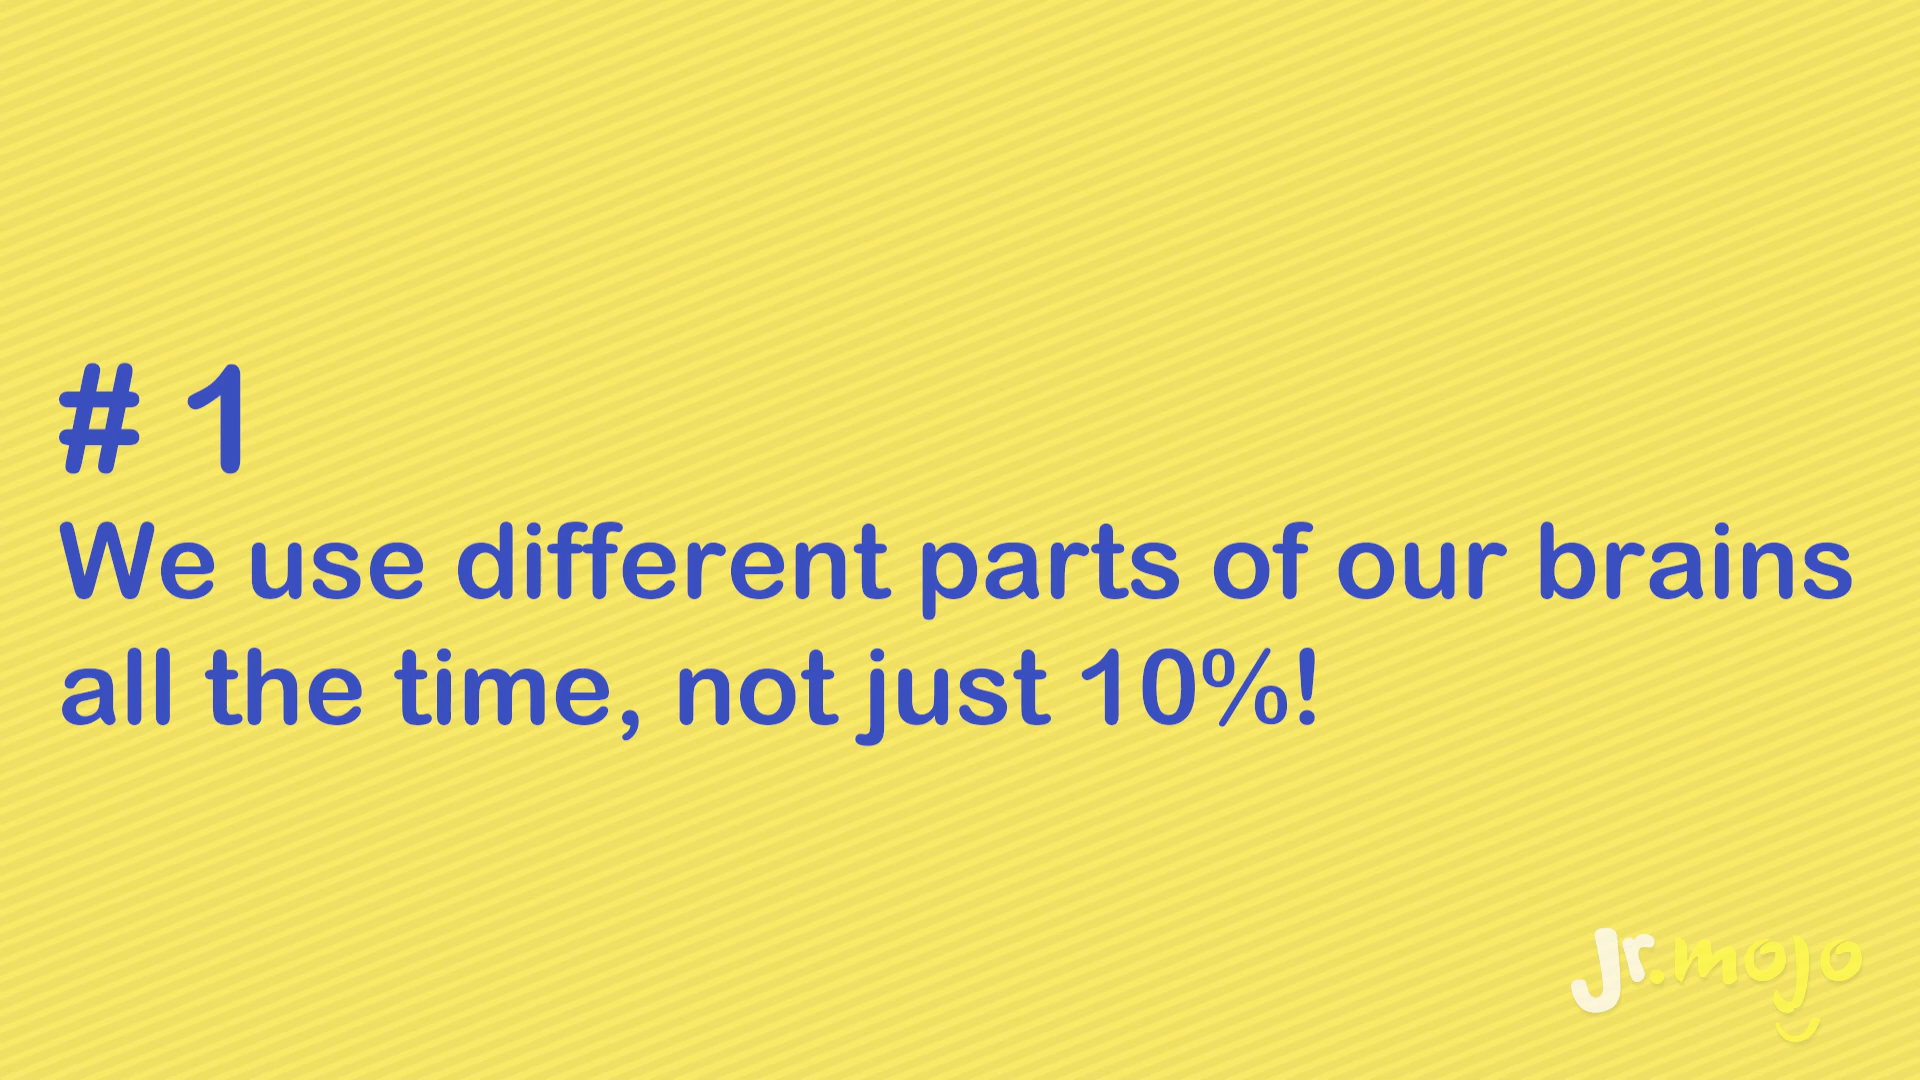 # 1
We use different parts of our brains
all the time, not just 10%!
Jr.mojo